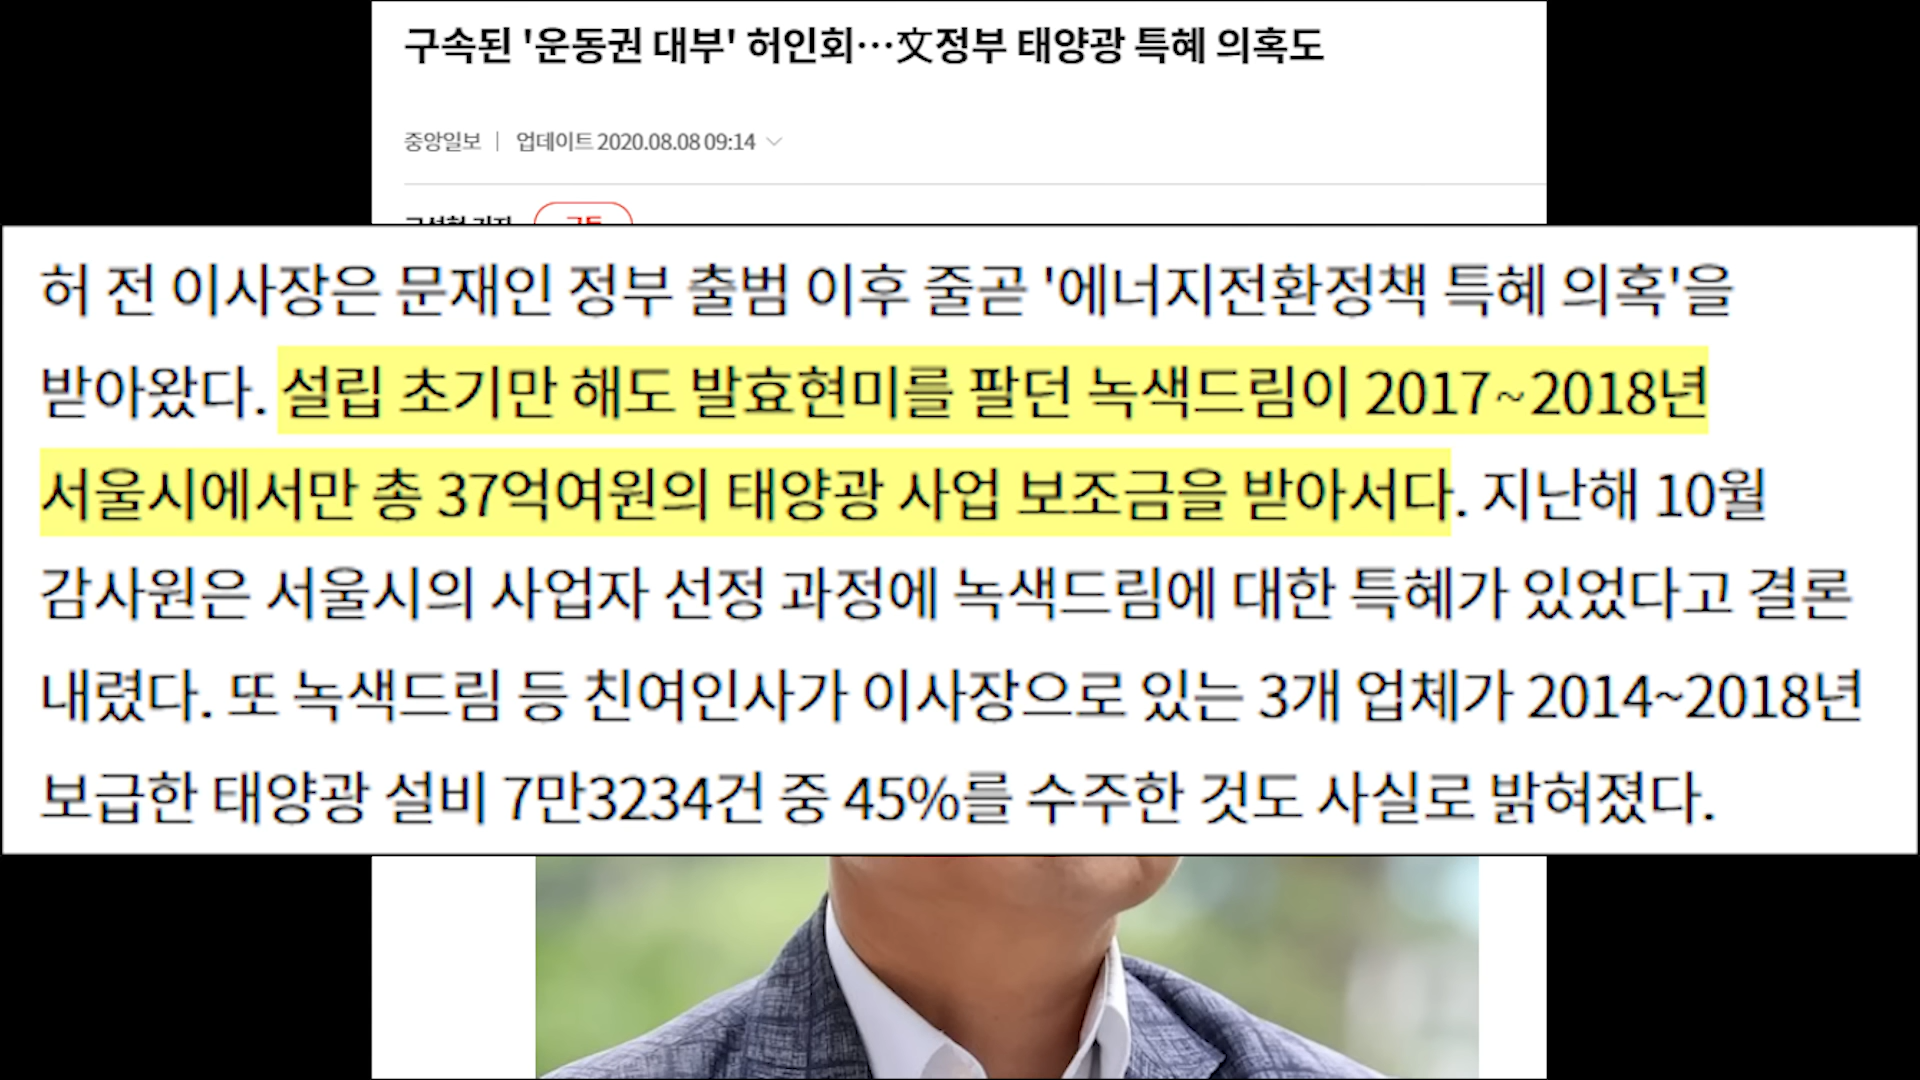 구속된 '운동권 대부' 허인회…文정부 태양광 특혜 의혹도
중앙일보 | 업데이트 2020.08.08 09:14
허 전 이사장은 문재인 정부 출범 이후 줄곧 '에너지전환정책 특혜 의혹'을
받아왔다. 설립 초기만 해도 발효현미를 팔던 녹색드림이 2017~2018년
서울시에서만 총 37억여원의 태양광 사업 보조금을 받아서다. 지난해 10월
감사원은 서울시의 사업자 선정 과정에 녹색드림에 대한 특혜가 있었다고 결론
내렸다. 또 녹색드림 등 친여인사가 이사장으로 있는 3개 업체가 2014~2018년
보급한 태양광 설비 7만3234건 중 45%를 수주한 것도 사실로 밝혀졌다.